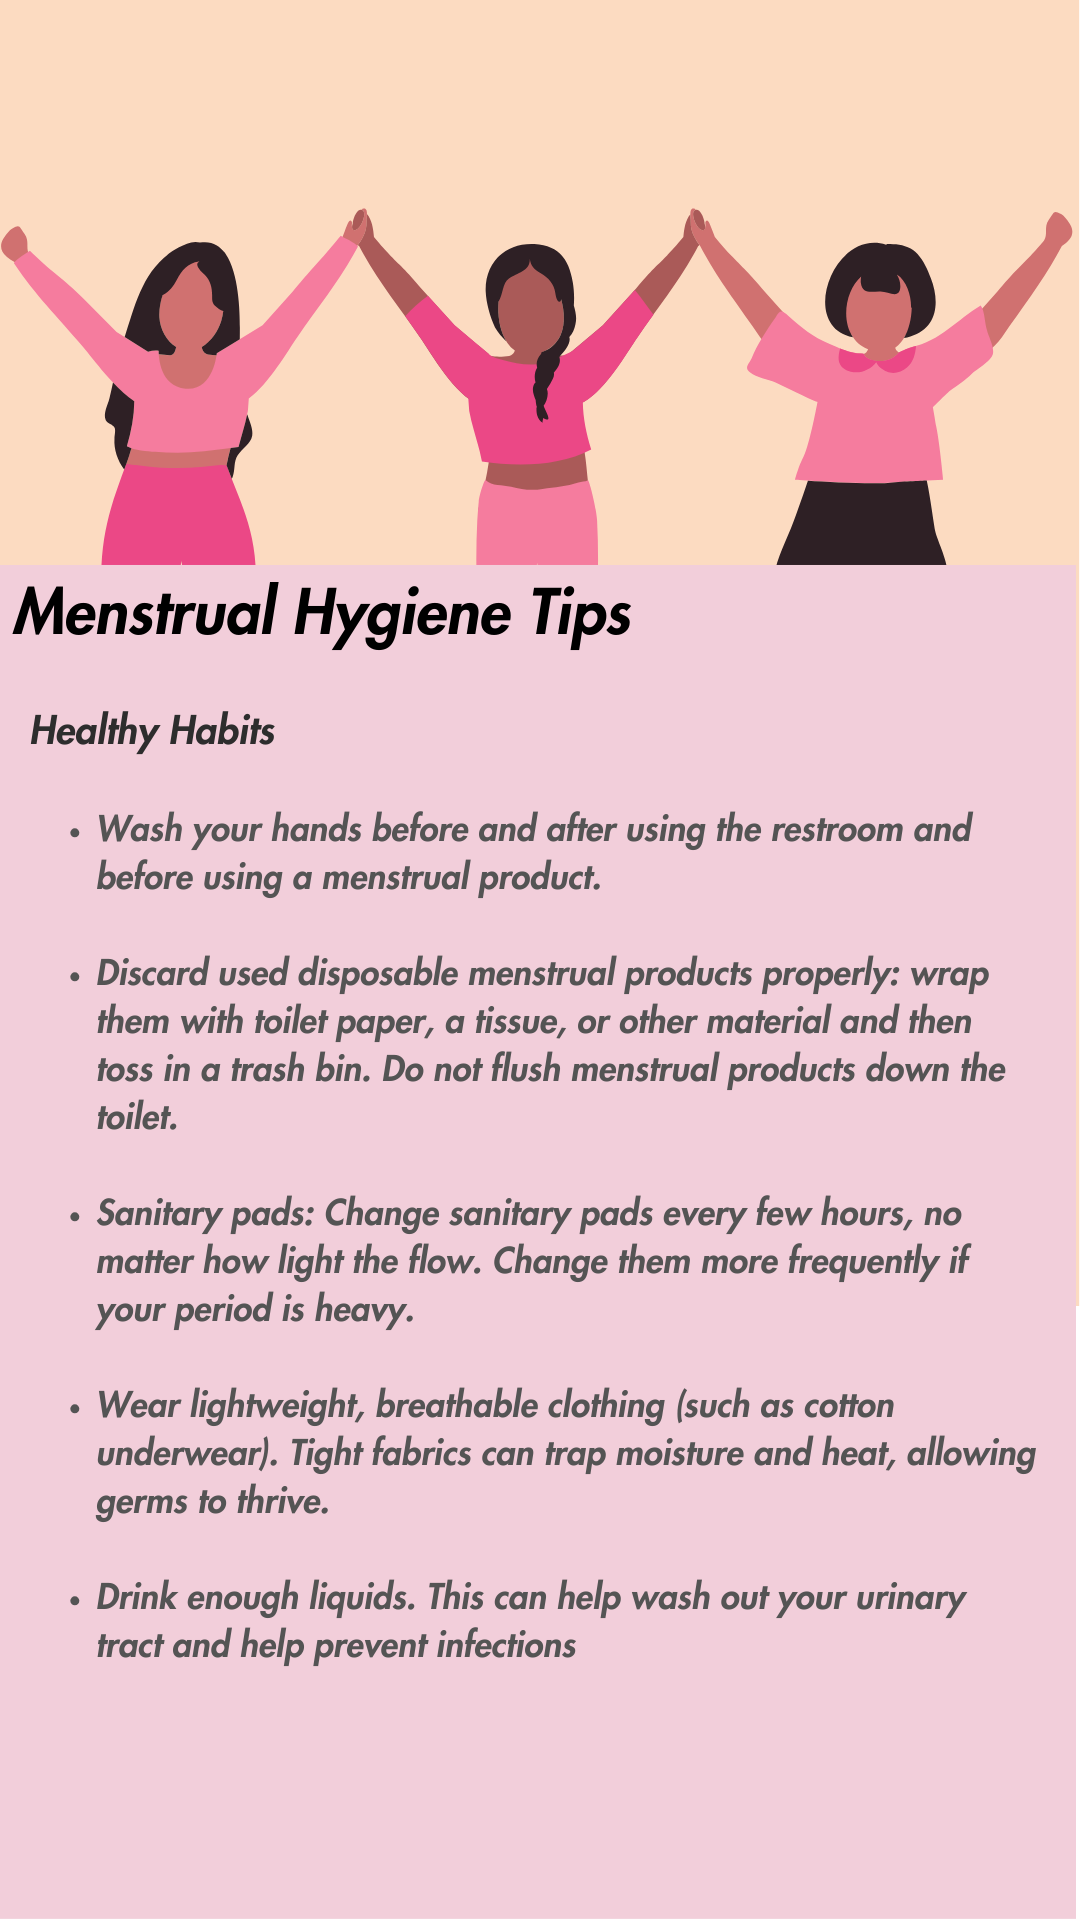 Menstrual Hygiene Tips
Healthy Habits
• Wash your hands before and after using the restroom and
before using a menstrual product.
• Discard used disposable menstrual products properly: wrap
them with toilet paper, a tissue, or other material and then
toss in a trash bin. Do not flush menstrual products down the
toilet.
• Sanitary pads: Change sanitary pads every few hours, no
matter how light the flow. Change them more frequently if
your period is heavy.
• Wear lightweight, breathable clothing (such as cotton
underwear). Tight fabrics can trap moisture and heat, allowing
germs to thrive.
• Drink enough liquids. This can help wash out your urinary
tract and help prevent infections